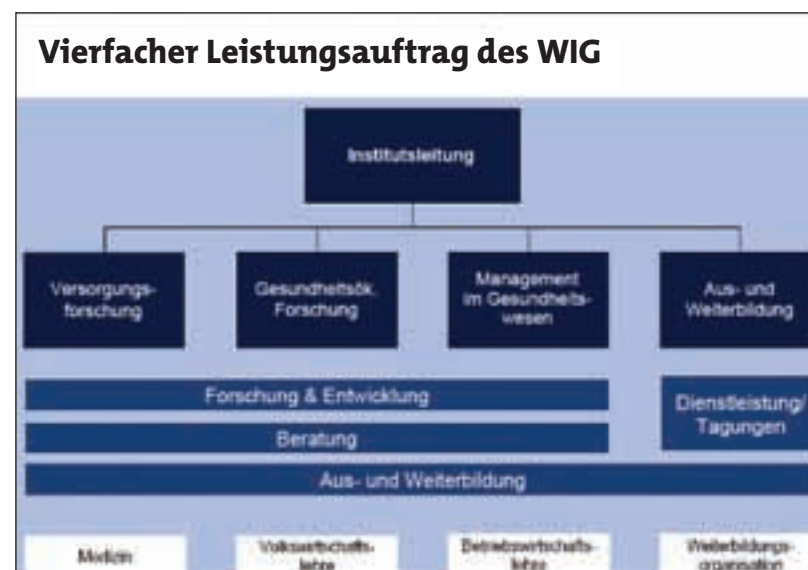 Vierfacher Leistungsauftrag des WIG
Institutsleitung
Versorgungs-
forschung
Gesundheitsök.
Forschung
Management
im Gesundheits-
wesen
Aus- und
Weiterbildung
Forschung & Entwicklung
Dienstleistung/
Tagungen
Beratung
Aus- und Weiterbildung
Medizin
Volkswirtschafts-
lehre
Betriebswirtschafts-
lehre
Weiterbildungs-
organisation